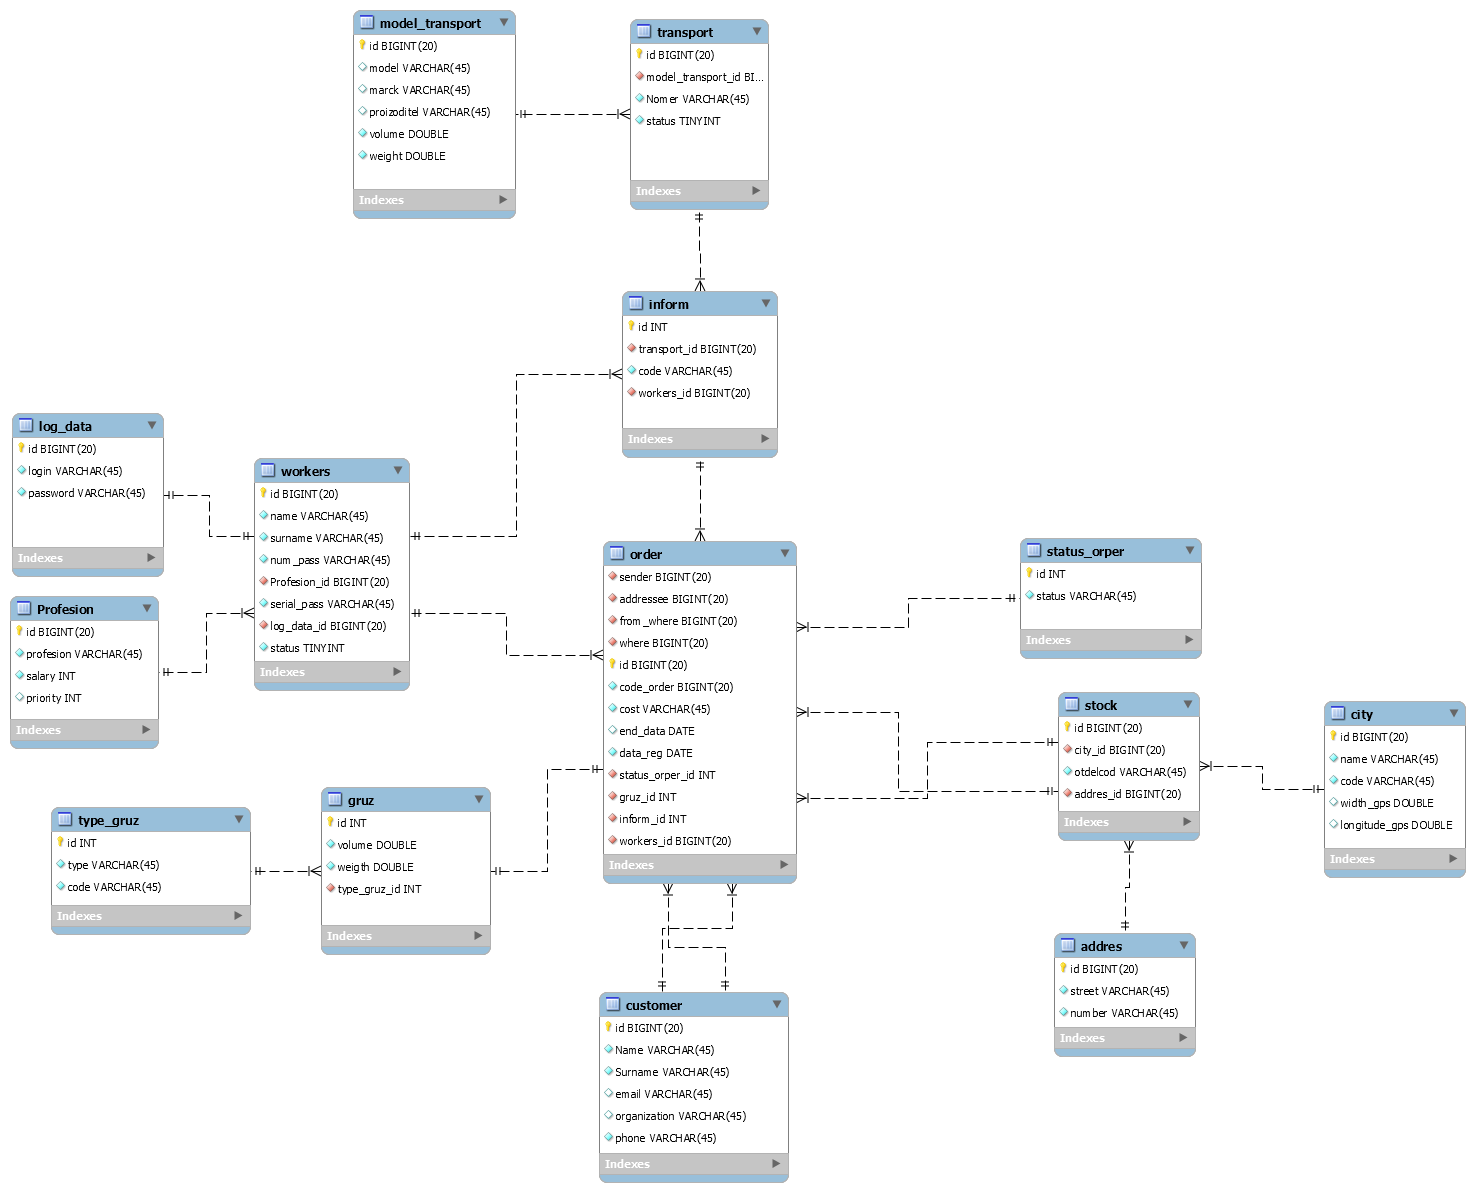 model_transport
id BIGINT(20)
model VARCHAR(45)
marck VARCHAR(45)
proizoditel VARCHAR(45)
volume DOUBLE
weight DOUBLE
Indexes
transport
id BIGINT(20)
model_transport_id BI...
Nomer VARCHAR(45)
status TINYINT
Indexes
inform
id INT
transport_id BIGINT(20)
code VARCHAR(45)
workers_id BIGINT(20)
Indexes
log_data
id BIGINT(20)
login VARCHAR(45)
password VARCHAR(45)
Indexes
workers
id BIGINT(20)
name VARCHAR(45)
surname VARCHAR(45)
num_pass VARCHAR(45)
Profesion_id BIGINT(20)
serial_pass VARCHAR(45)
log_data_id BIGINT(20)
status TINYINT
Indexes
Profesion
id BIGINT(20)
profesion VARCHAR(45)
salary INT
priority INT
Indexes
order
sender BIGINT(20)
addressee BIGINT(20)
from_where BIGINT(20)
where BIGINT(20)
id BIGINT(20)
code_order BIGINT(20)
cost VARCHAR(45)
end_data DATE
data_reg DATE
status_orper_id INT
gruz_id INT
inform_id INT
workers_id BIGINT(20)
Indexes
status_orper
id INT
status VARCHAR(45)
Indexes
stock
id BIGINT(20)
city_id BIGINT(20)
otdelcod VARCHAR(45)
addres_id BIGINT(20)
Indexes
city
id BIGINT(20)
name VARCHAR(45)
code VARCHAR(45)
width_gps DOUBLE
longitude_gps DOUBLE
Indexes
type_gruz
id INT
type VARCHAR(45)
code VARCHAR(45)
Indexes
gruz
id INT
volume DOUBLE
weigth DOUBLE
type_gruz_id INT
Indexes
addres
id BIGINT(20)
street VARCHAR(45)
number VARCHAR(45)
Indexes
customer
id BIGINT(20)
Name VARCHAR(45)
Surname VARCHAR(45)
email VARCHAR(45)
organization VARCHAR(45)
phone VARCHAR(45)
Indexes